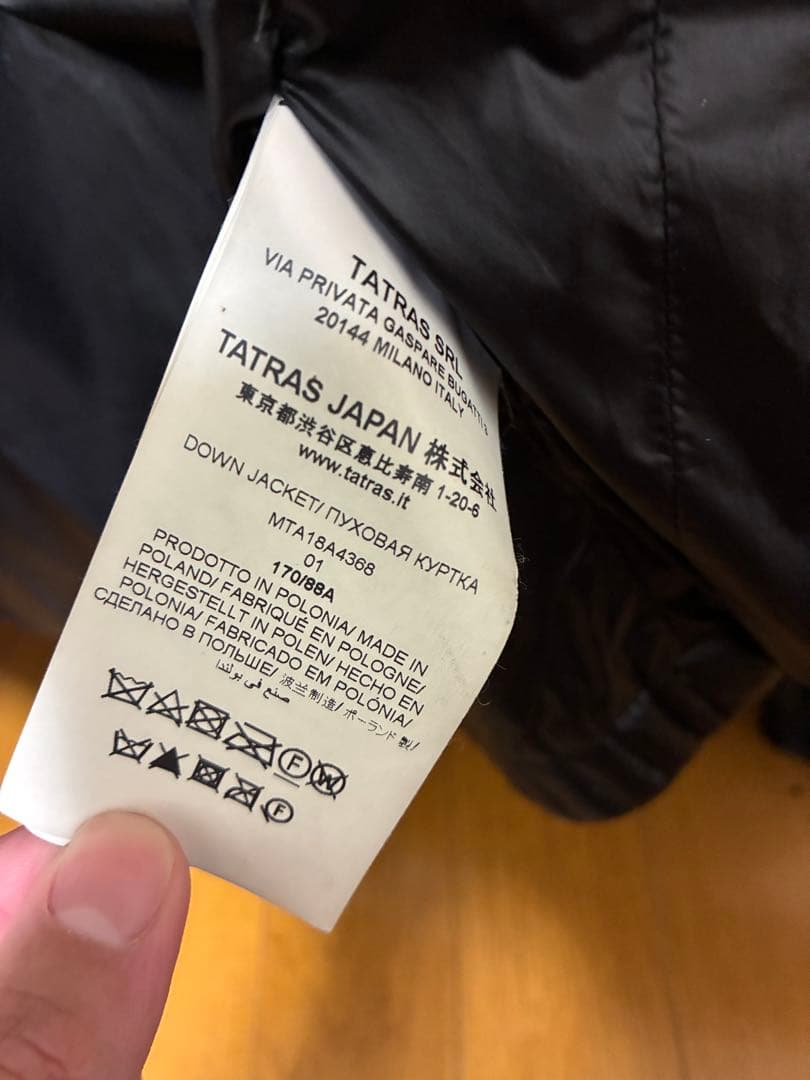 TATRAS SRL
VIA PRIVATA GASPARE BUGATTI
20144 MILANO ITALY
TATRAS JAPAN 株式会社
東京都渋谷区恵比寿南 1-20-6
www.tatras.it
DOWN JACKET/ ПУХОВАЯ КУРТКА
MTA18A4368
01
170/88A
PRODOTTO IN POLONIA/ MADE IN
POLAND/ FABRIQUÉ EN POLOGNE/
HERGESTELLT IN POLEN/ HECHO EN
POLONIA/ FABRICADO EM POLÓNIA/
СДЕЛАНО В ПОЛЬШЕ/ 波兰制造/ ポーランド製/
صنع في بولندا
F W
F